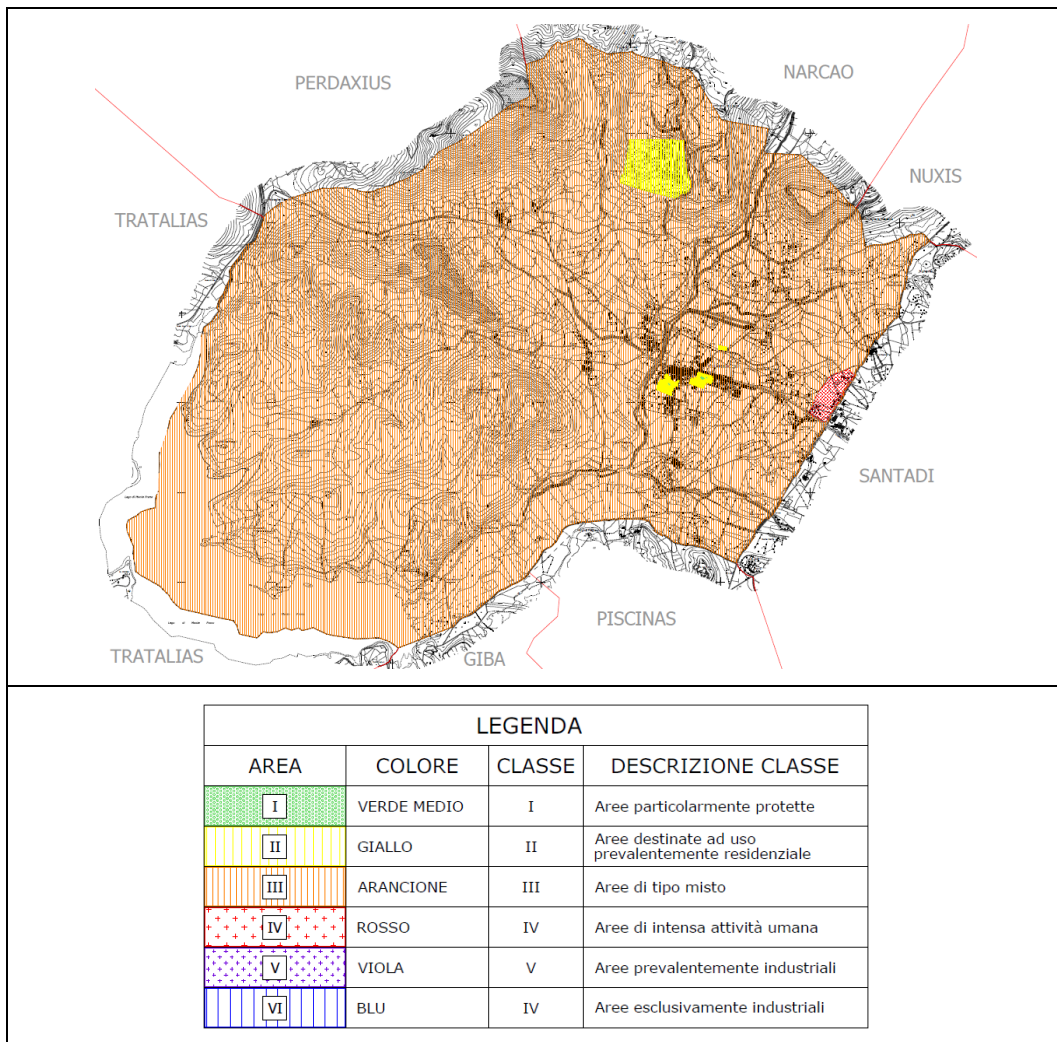 PERDAXIUS
NARCAO
NUXIS
TRATALIAS
SANTADI
PISCINAS
TRATALIAS
GIBA
LEGENDA
AREA COLORE CLASSE DESCRIZIONE CLASSE
I VERDE MEDIO I Aree particolarmente protette
II GIALLO II Aree destinate ad uso
prevalentemente residenziale
III ARANCIONE III Aree di tipo misto
IV ROSSO IV Aree di intensa attività umana
V VIOLA V Aree prevalentemente industriali
VI BLU IV Aree esclusivamente industriali